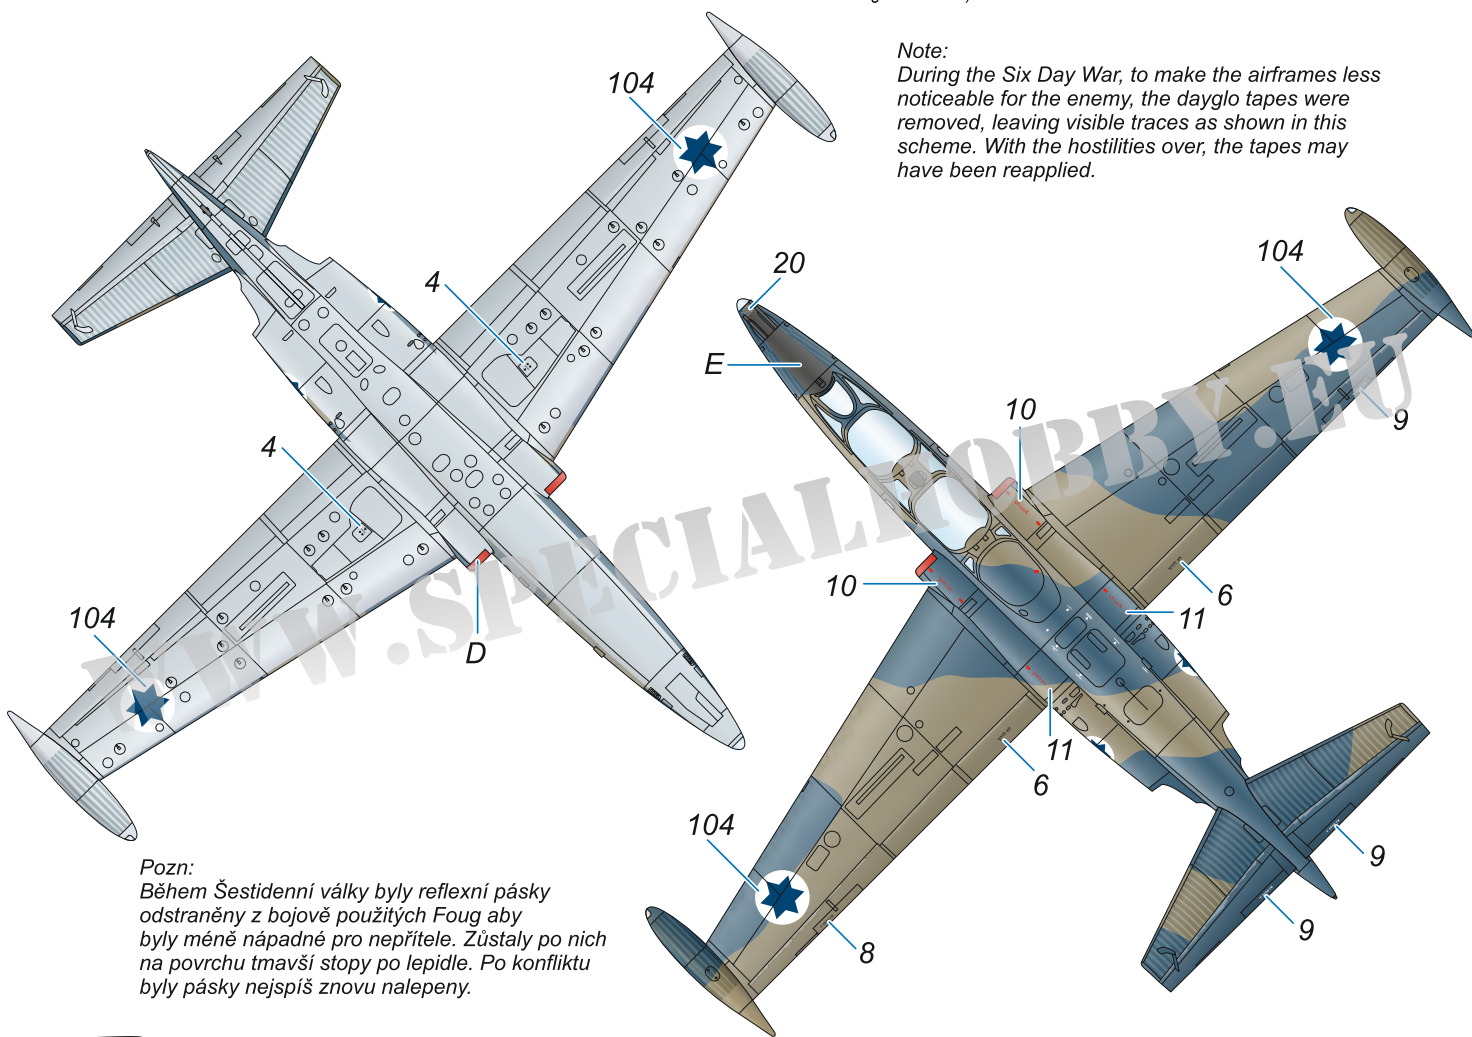 Note:
During the Six Day War, to make the airframes less
noticeable for the enemy, the dayglo tapes were
removed, leaving visible traces as shown in this
scheme. With the hostilities over, the tapes may
have been reapplied.
104
4
4
104
D
20
E
104
9
10
10
6
11
11
6
104
8
9
9
WWW.SPECIALHOBBY.EU
Pozn:
Během Šestidenní války byly reflexní pásky
odstraněny z bojově použitých Foug aby
byly méně nápadné pro nepřítele. Zůstaly po nich
na povrchu tmavší stopy po lepidle. Po konfliktu
byly pásky nejspíš znovu nalepeny.